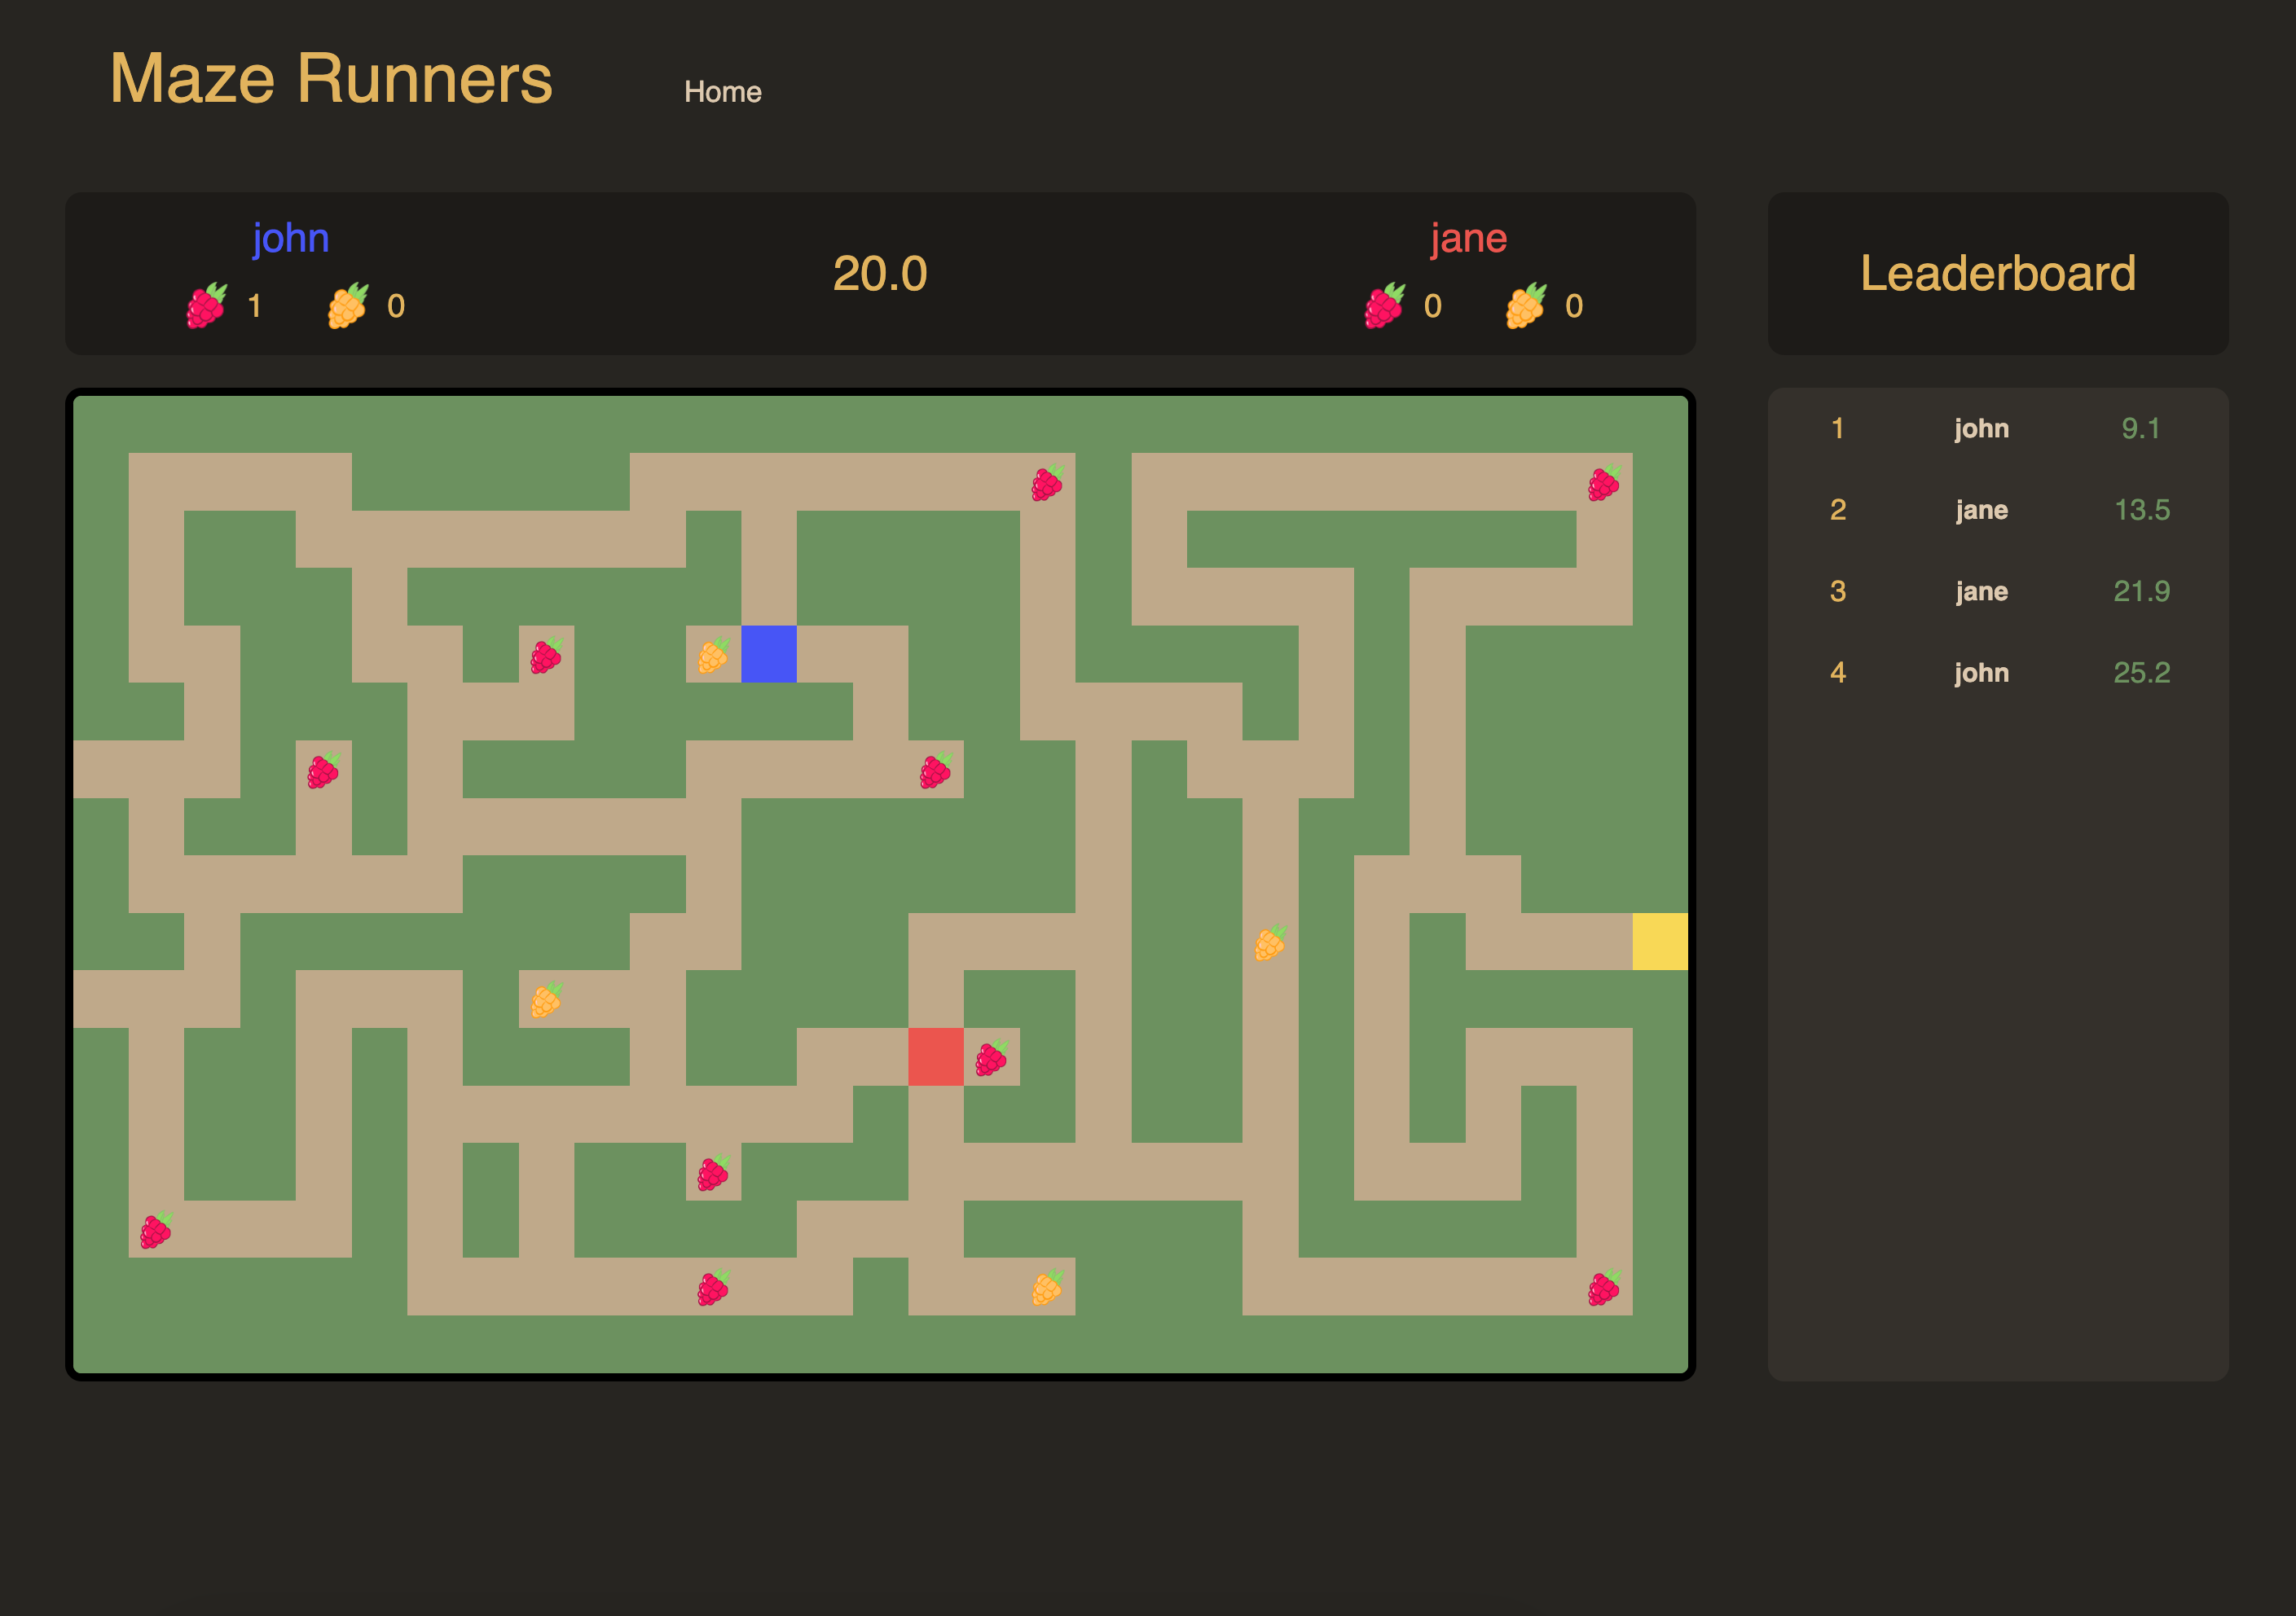 Maze Runners
Home
john
1 0
20.0
jane
0 0
Leaderboard
1 john 9.1
2 jane 13.5
3 jane 21.9
4 john 25.2